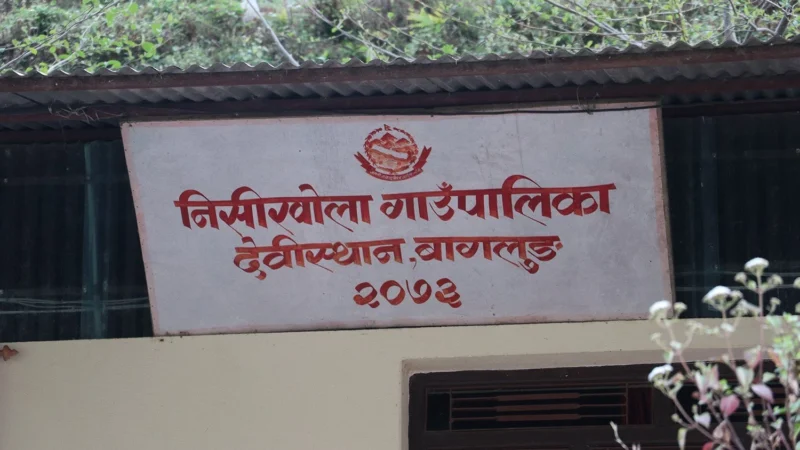 निसीखोला गाउँपालिका
देवीस्थान, बागलुङ
२०७३